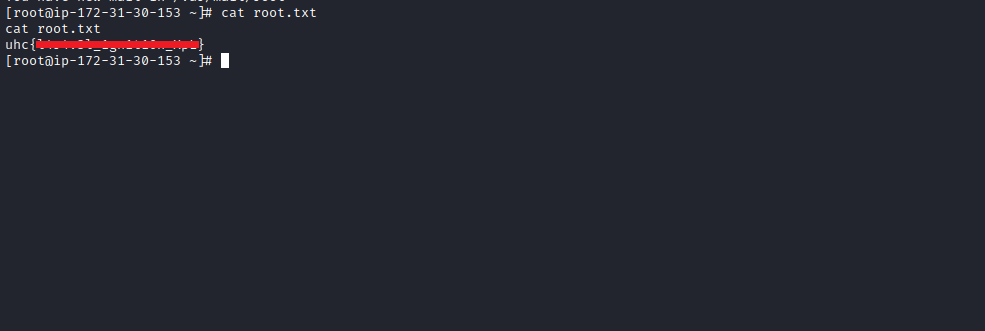 [root@ip-172-31-30-153 ~]# cat root.txt
cat root.txt
uhc{}
[root@ip-172-31-30-153 ~]#